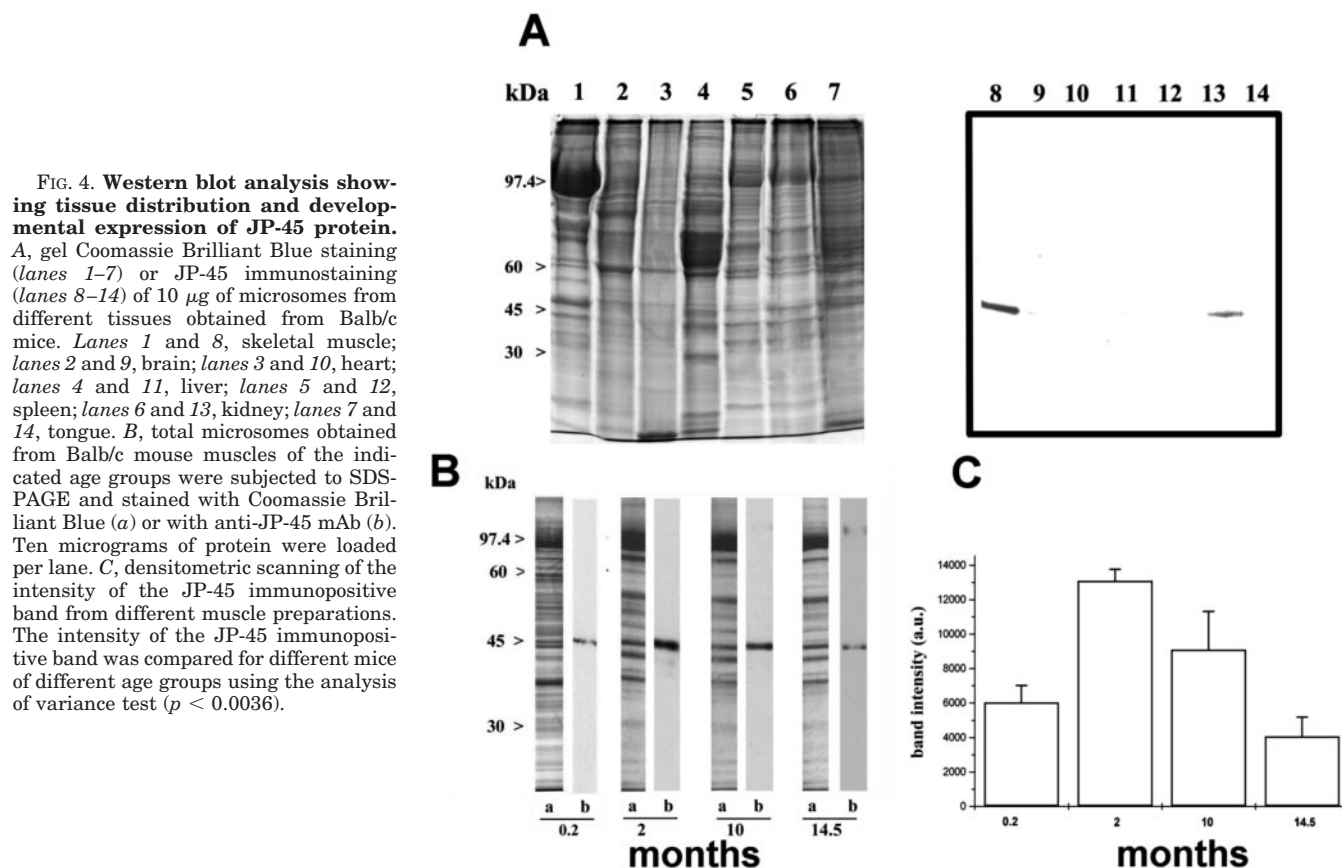 FIG. 4. Western blot analysis show-
ing tissue distribution and develop-
mental expression of JP-45 protein.
A, gel Coomassie Brilliant Blue staining
(lanes 1–7) or JP-45 immunostaining
(lanes 8–14) of 10 μg of microsomes from
different tissues obtained from Balb/c
mice. Lanes 1 and 8, skeletal muscle;
lanes 2 and 9, brain; lanes 3 and 10, heart;
lanes 4 and 11, liver; lanes 5 and 12,
spleen; lanes 6 and 13, kidney; lanes 7 and
14, tongue. B, total microsomes obtained
from Balb/c mouse muscles of the indi-
cated age groups were subjected to SDS-
PAGE and stained with Coomassie Bril-
liant Blue (a) or with anti-JP-45 mAb (b).
Ten micrograms of protein were loaded
per lane. C, densitometric scanning of the
intensity of the JP-45 immunopositive
band from different muscle preparations.
The intensity of the JP-45 immunoposi-
tive band was compared for different mice
of different age groups using the analysis
of variance test (p < 0.0036).
A
kDa 1 2 3 4 5 6 7
97.4>
60 >
45 >
30 >
8 9 10 11 12 13 14
B
kDa
97.4>
60 >
45 >
30 >
a b a b a b a b
0.2 2 10 14.5
months
C
band intensity (a.u.)
14000
12000
10000
8000
6000
4000
2000
0
0.2 2 10 14.5
months